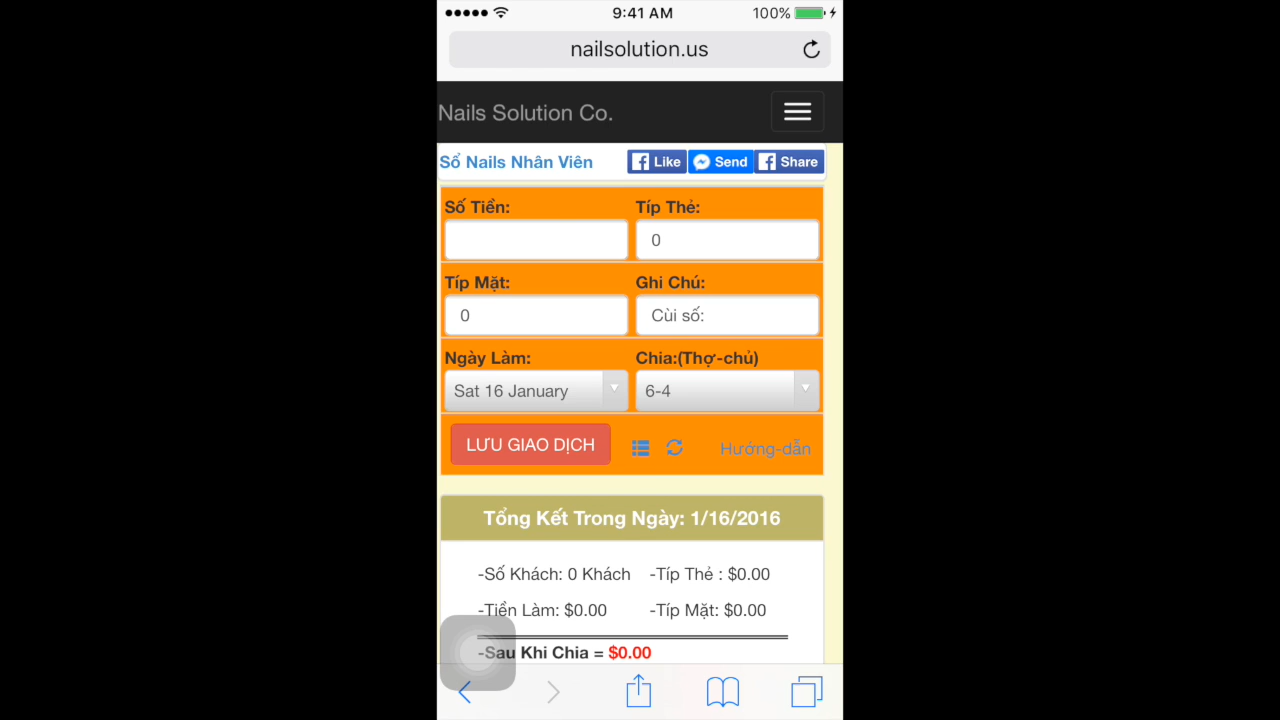 9:41 AM 100%
nailsolution.us
Nails Solution Co.
Sổ Nails Nhân Viên Like Send Share
Số Tiền: Típ Thẻ:
0
Típ Mặt: Ghi Chú:
0 Cùi số:
Ngày Làm: Chia:(Thợ-chủ)
Sat 16 January 6-4
LƯU GIAO DỊCH Hướng-dẫn
Tổng Kết Trong Ngày: 1/16/2016
-Số Khách: 0 Khách -Típ Thẻ : $0.00
-Tiền Làm: $0.00 -Típ Mặt: $0.00
-Sau Khi Chia = $0.00